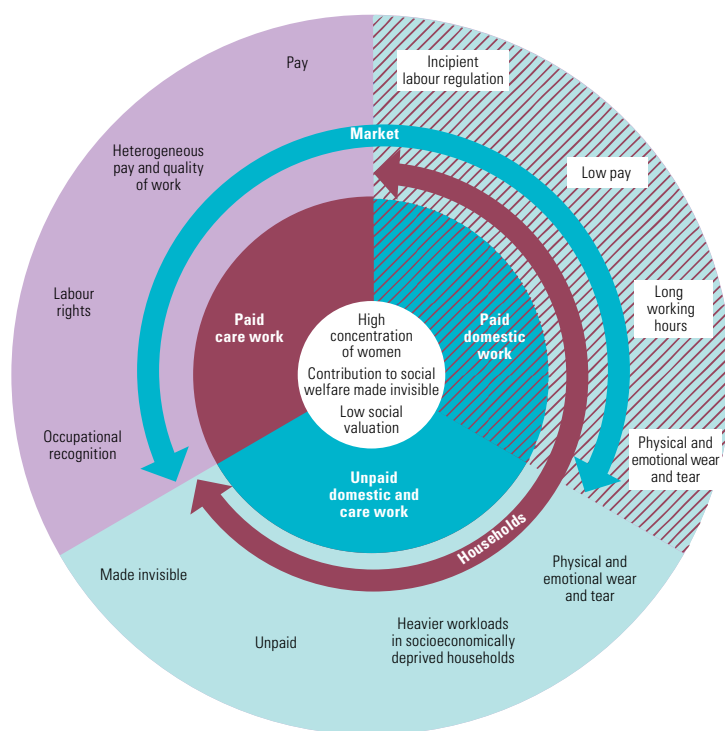 Pay
Incipient
labour regulation
Market
Heterogeneous
pay and quality
of work
Low pay
Labour
rights
Long
working
hours
Paid
care work
High
concentration
of women
Contribution to social
welfare made invisible
Low social
valuation
Paid
domestic
work
Occupational
recognition
Physical and
emotional wear
and tear
Unpaid
domestic and
care work
Households
Made invisible
Unpaid
Heavier workloads
in socioeconomically
deprived households
Physical and
emotional wear
and tear